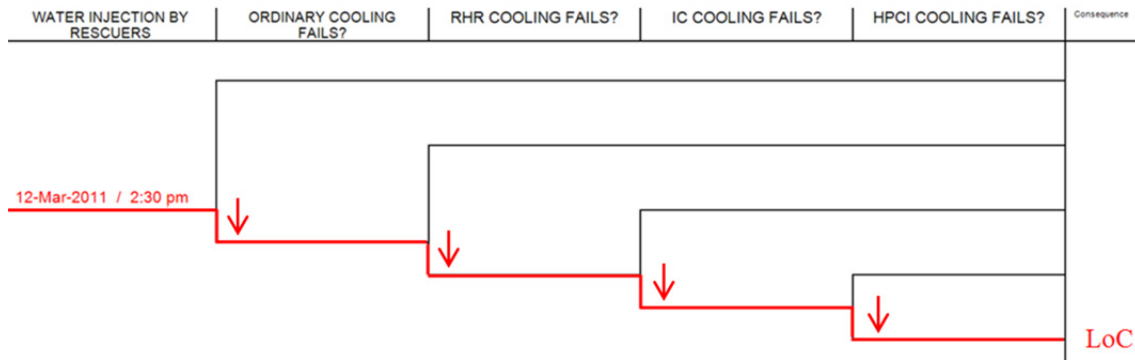 WATER INJECTION BY
RESCUERS
ORDINARY COOLING
FAILS?
RHR COOLING FAILS?
IC COOLING FAILS?
HPCI COOLING FAILS?
Consequence
12-Mar-2011 / 2:30 pm
LoC